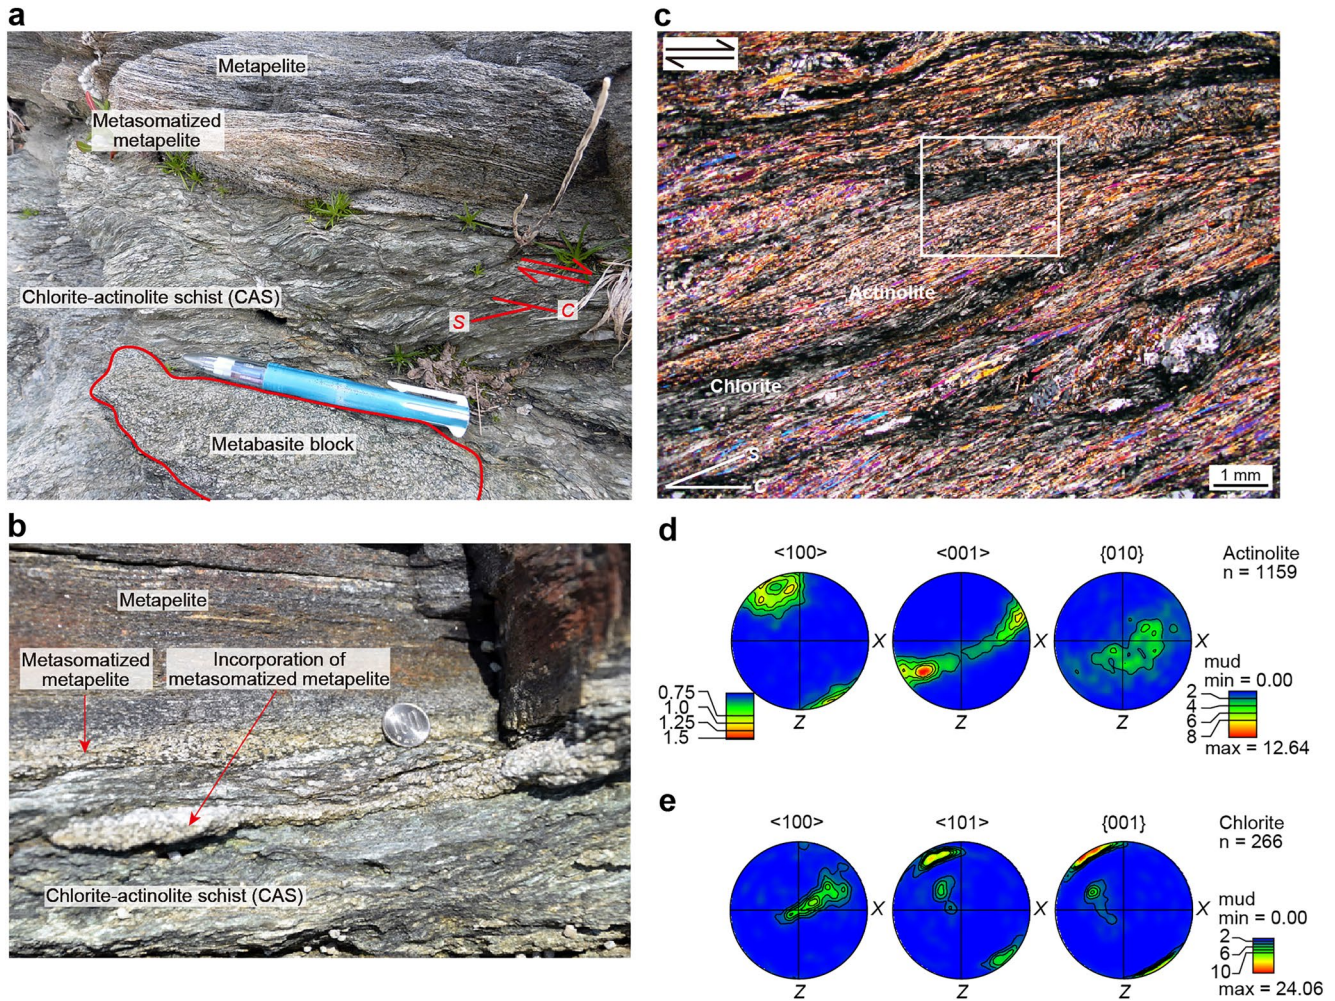 a
Metapelite
Metasomatized
metapelite
Chlorite-actinolite schist (CAS)
S
C
Metabasite block
b
Metapelite
Metasomatized
metapelite
Incorporation of
metasomatized metapelite
Chlorite-actinolite schist (CAS)
c
Actinolite
Chlorite
S
C
1 mm
d
<100>
<001>
{010}
Actinolite
n = 1159
X
X
X
Z
Z
Z
0.75
1.0
1.25
1.5
mud
min = 0.00
2
4
6
8
max = 12.64
e
<100>
<101>
{001}
Chlorite
n = 266
X
X
X
Z
Z
Z
mud
min = 0.00
2
6
10
max = 24.06